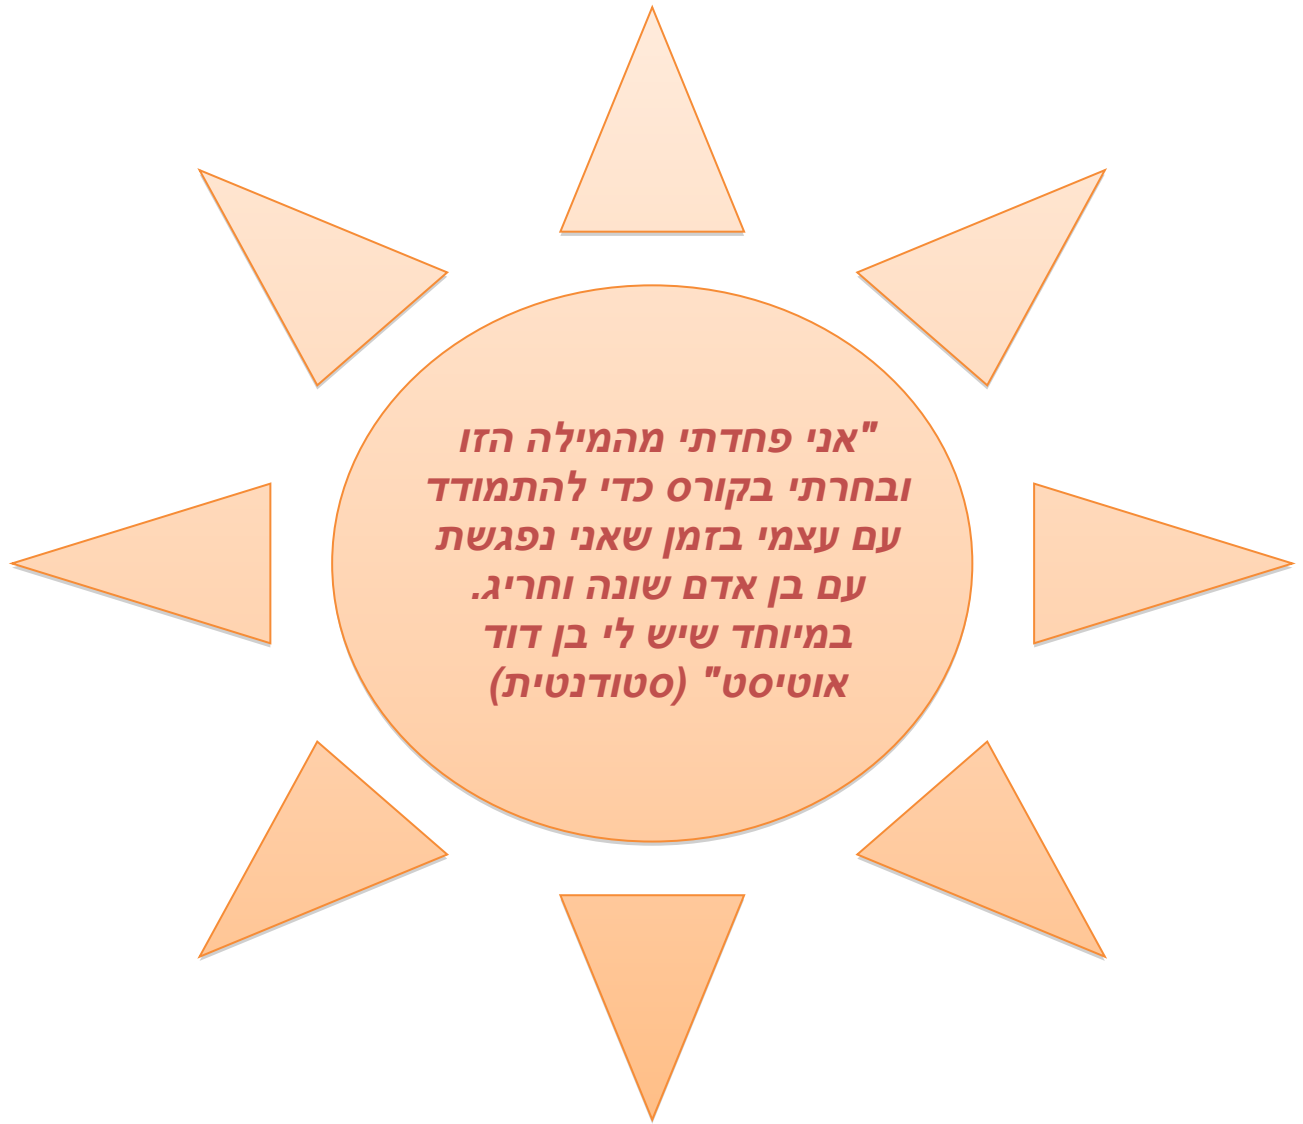 "אני פחדתי מהמילה הזו
ובחרתי בקורס כדי להתמודד
עם עצמי בזמן שאני נפגשת
עם בן אדם שונה וחריג.
במיוחד שיש לי בן דוד
אוטיסט" (סטודנטית)